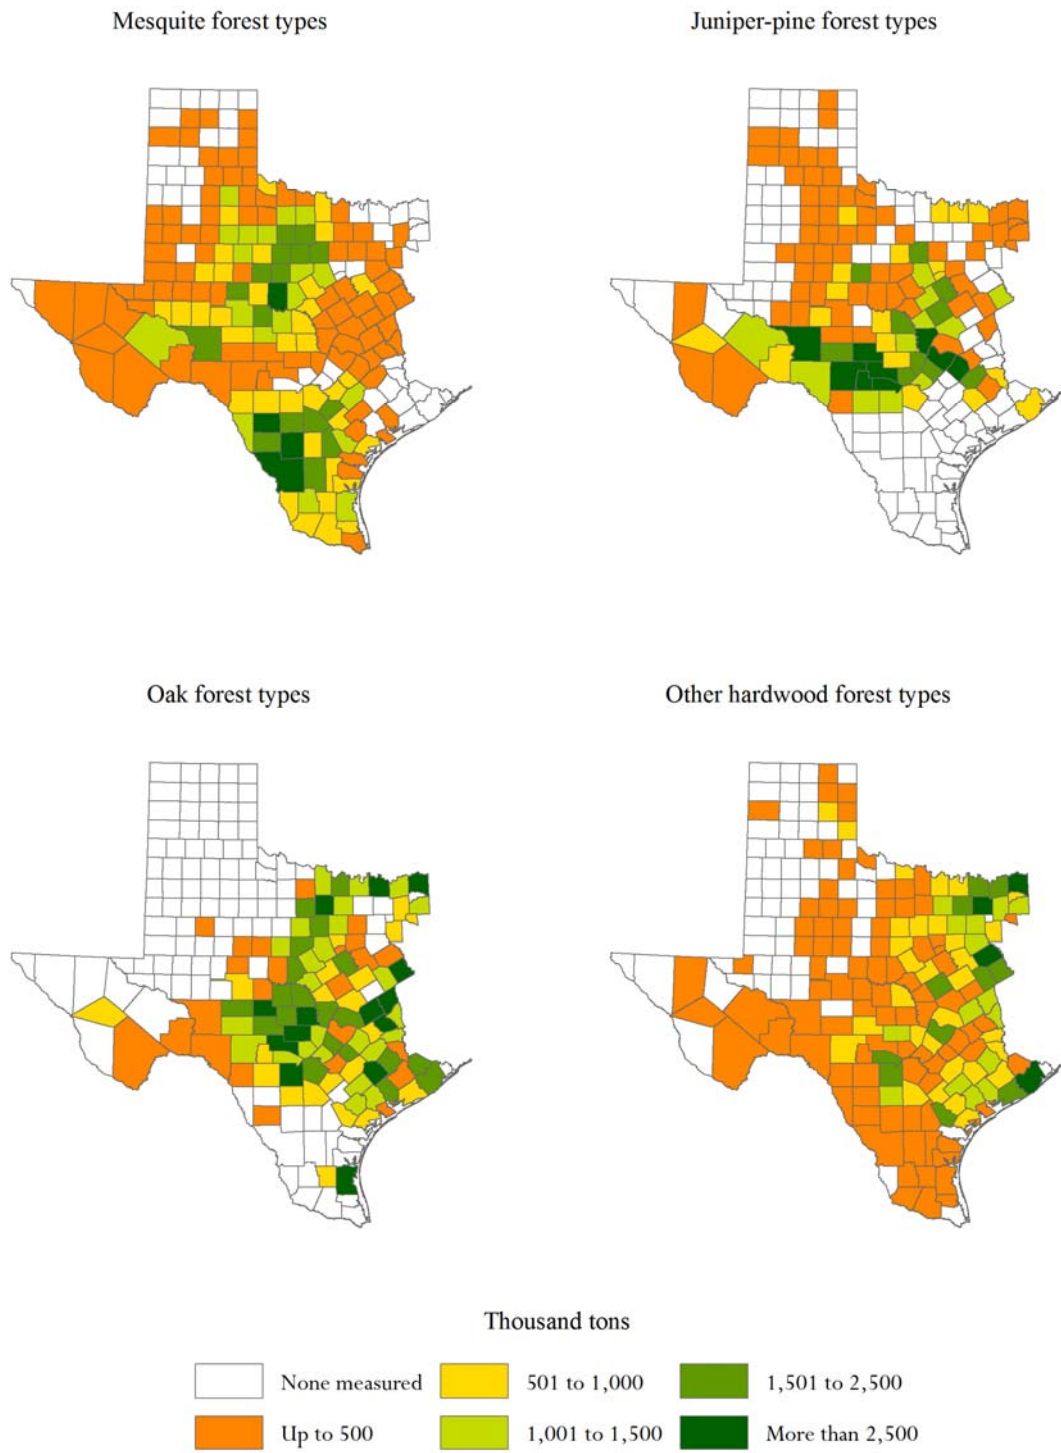 Mesquite forest types
Juniper-pine forest types
Oak forest types
Other hardwood forest types
Thousand tons
None measured
501 to 1,000
1,501 to 2,500
Up to 500
1,001 to 1,500
More than 2,500